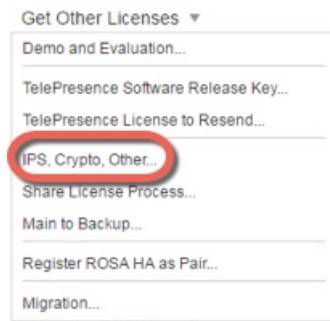 Get Other Licenses ▼
Demo and Evaluation...
TelePresence Software Release Key...
TelePresence License to Resend...
IPS, Crypto, Other...
Share License Process...
Main to Backup...
Register ROSA HA as Pair...
Migration...